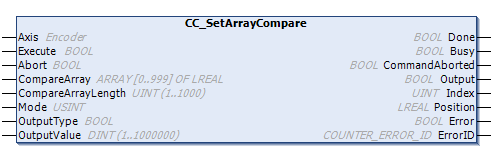 CC_SetArrayCompare
Axis Encoder BOOL Done
Execute BOOL BOOL Busy
Abort BOOL BOOL CommandAborted
CompareArray ARRAY [0..999] OF LREAL BOOL Output
CompareArrayLength UINT (1..1000) UINT Index
Mode USINT LREAL Position
OutputType BOOL BOOL Error
OutputValue DINT (1..1000000) COUNTER_ERROR_ID ErrorID